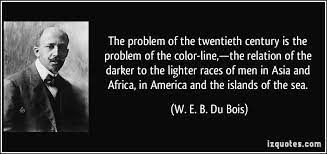 The problem of the twentieth century is the
problem of the color-line,—the relation of the
darker to the lighter races of men in Asia and
Africa, in America and the islands of the sea.
(W. E. B. Du Bois)
izquotes.com